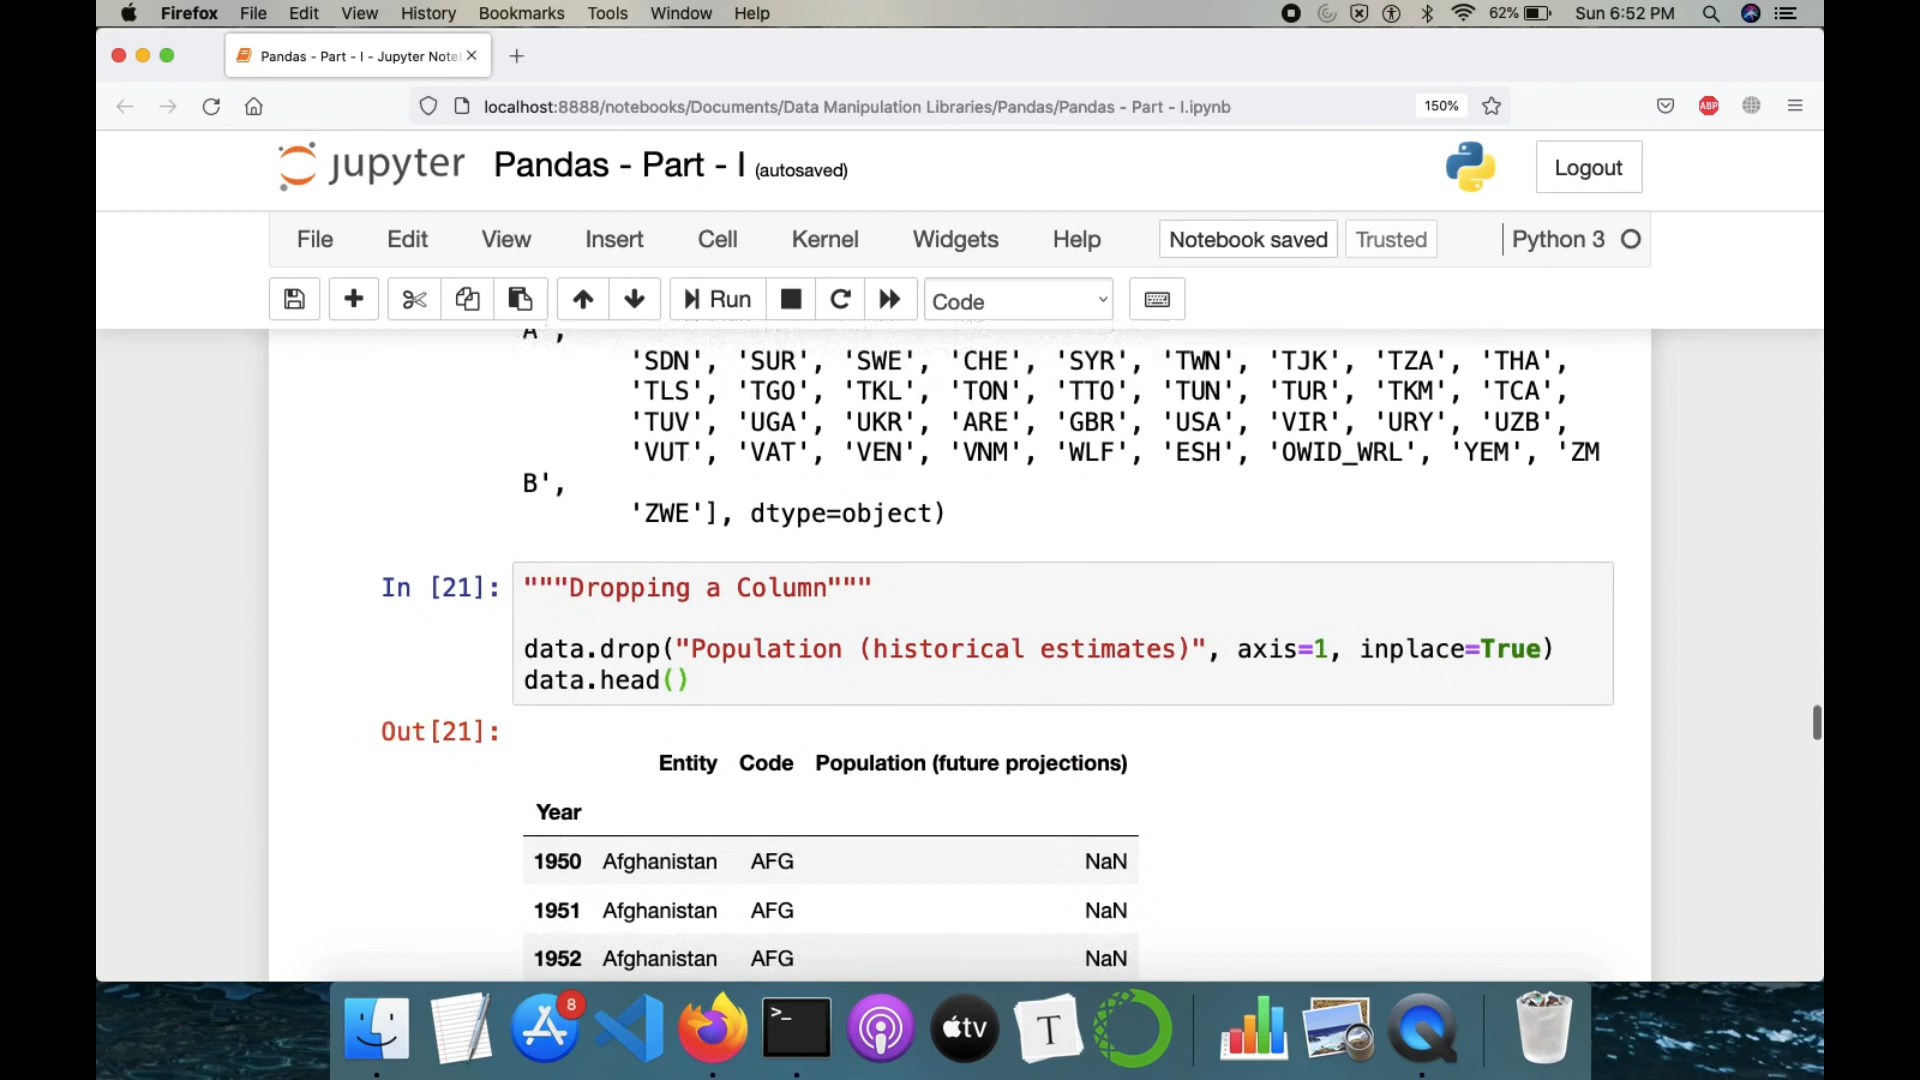 Firefox File Edit View History Bookmarks Tools Window Help 62% Sun 6:52 PM
Pandas - Part - I - Jupyter Note
localhost:8888/notebooks/Documents/Data Manipulation Libraries/Pandas/Pandas - Part - I.ipynb 150% ABP
jupyter Pandas - Part - I (autosaved) Logout
File Edit View Insert Cell Kernel Widgets Help Notebook saved Trusted Python 3
Run Code
A',
'SDN', 'SUR', 'SWE', 'CHE', 'SYR', 'TWN', 'TJK', 'TZA', 'THA',
'TLS', 'TGO', 'TKL', 'TON', 'TTO', 'TUN', 'TUR', 'TKM', 'TCA',
'TUV', 'UGA', 'UKR', 'ARE', 'GBR', 'USA', 'VIR', 'URY', 'UZB',
'VUT', 'VAT', 'VEN', 'VNM', 'WLF', 'ESH', 'OWID_WRL', 'YEM', 'ZM
B',
'ZWE'], dtype=object)
In [21]: """Dropping a Column"""
data.drop("Population (historical estimates)", axis=1, inplace=True)
data.head()
Out[21]:
Entity Code Population (future projections)
Year
1950 Afghanistan AFG NaN
1951 Afghanistan AFG NaN
1952 Afghanistan AFG NaN
8
>_
tv
T